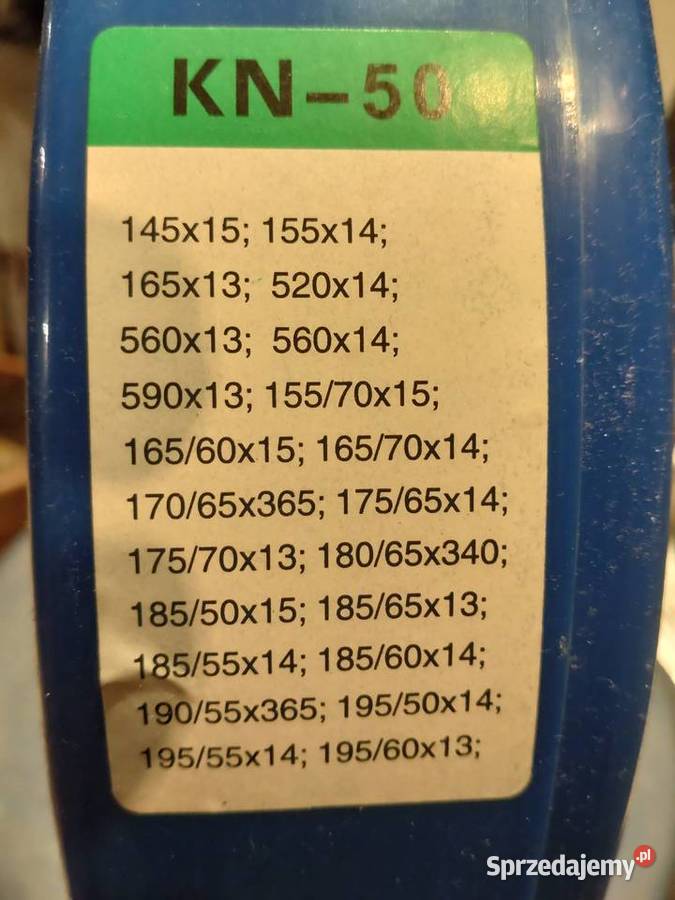 KN-50
145x15; 155x14;
165x13; 520x14;
560x13; 560x14;
590x13; 155/70x15;
165/60x15; 165/70x14;
170/65x365; 175/65x14;
175/70x13; 180/65x340;
185/50x15; 185/65x13;
185/55x14; 185/60x14;
190/55x365; 195/50x14;
195/55x14; 195/60x13;
Sprzedajemy.pl